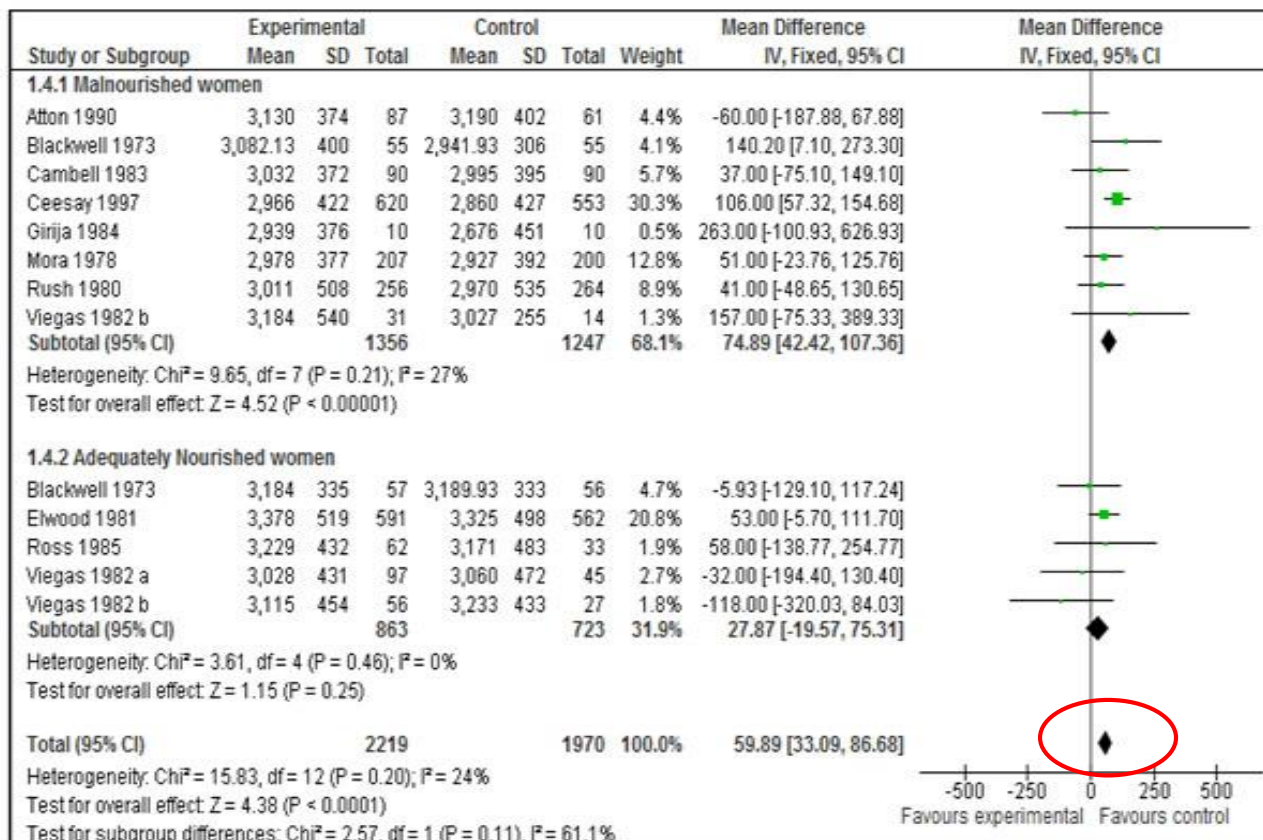 Experimental Control Mean Difference Mean Difference
Study or Subgroup Mean SD Total Mean SD Total Weight IV, Fixed, 95% CI IV, Fixed, 95% CI
1.4.1 Malnourished women
Atton 1990 3,130 374 87 3,190 402 61 4.4% -60.00 [-187.88, 67.88]
Blackwell 1973 3,082.13 400 55 2,941.93 306 55 4.1% 140.20 [7.10, 273.30]
Cambell 1983 3,032 372 90 2,995 395 90 5.7% 37.00 [-75.10, 149.10]
Ceesay 1997 2,966 422 620 2,860 427 553 30.3% 106.00 [57.32, 154.68]
Girija 1984 2,939 376 10 2,676 451 10 0.5% 263.00 [-100.93, 626.93]
Mora 1978 2,978 377 207 2,927 392 200 12.8% 51.00 [-23.76, 125.76]
Rush 1980 3,011 508 256 2,970 535 264 8.9% 41.00 [-48.65, 130.65]
Viegas 1982 b 3,184 540 31 3,027 255 14 1.3% 157.00 [-75.33, 389.33]
Subtotal (95% CI) 1356 1247 68.1% 74.89 [42.42, 107.36]
Heterogeneity: Chi² = 9.65, df = 7 (P = 0.21); I² = 27%
Test for overall effect: Z = 4.52 (P < 0.00001)
1.4.2 Adequately Nourished women
Blackwell 1973 3,184 335 57 3,189.93 333 56 4.7% -5.93 [-129.10, 117.24]
Elwood 1981 3,378 519 591 3,325 498 562 20.8% 53.00 [-5.70, 111.70]
Ross 1985 3,229 432 62 3,171 483 33 1.9% 58.00 [-138.77, 254.77]
Viegas 1982 a 3,028 431 97 3,060 472 45 2.7% -32.00 [-194.40, 130.40]
Viegas 1982 b 3,115 454 56 3,233 433 27 1.8% -118.00 [-320.03, 84.03]
Subtotal (95% CI) 863 723 31.9% 27.87 [-19.57, 75.31]
Heterogeneity: Chi² = 3.61, df = 4 (P = 0.46); I² = 0%
Test for overall effect: Z = 1.15 (P = 0.25)
Total (95% CI) 2219 1970 100.0% 59.89 [33.09, 86.68]
Heterogeneity: Chi² = 15.83, df = 12 (P = 0.20); I² = 24%
Test for overall effect: Z = 4.38 (P < 0.0001)
Test for subgroup differences: Chi² = 2.57, df = 1 (P = 0.11), I² = 61.1%
-500 -250 0 250 500
Favours experimental Favours control